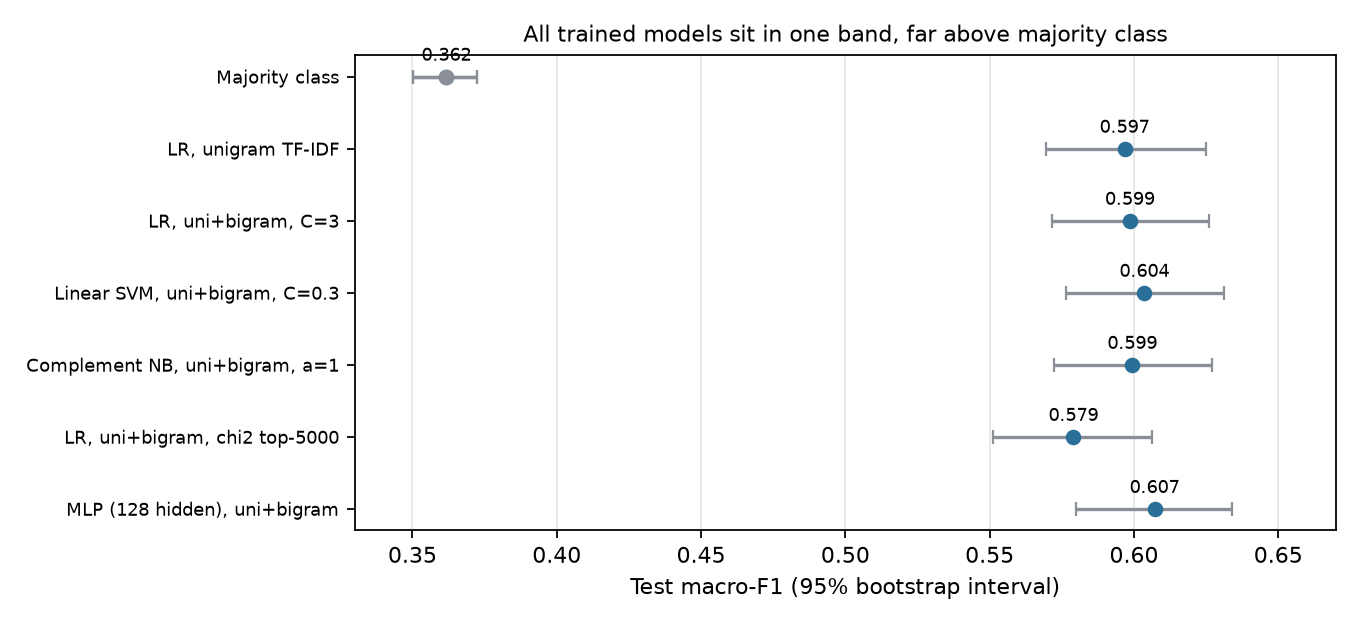 All trained models sit in one band, far above majority class
0.362
Majority class
0.597
LR, unigram TF-IDF
0.599
LR, uni+bigram, C=3
0.604
Linear SVM, uni+bigram, C=0.3
0.599
Complement NB, uni+bigram, a=1
0.579
LR, uni+bigram, chi2 top-5000
0.607
MLP (128 hidden), uni+bigram
0.35 0.40 0.45 0.50 0.55 0.60 0.65
Test macro-F1 (95% bootstrap interval)